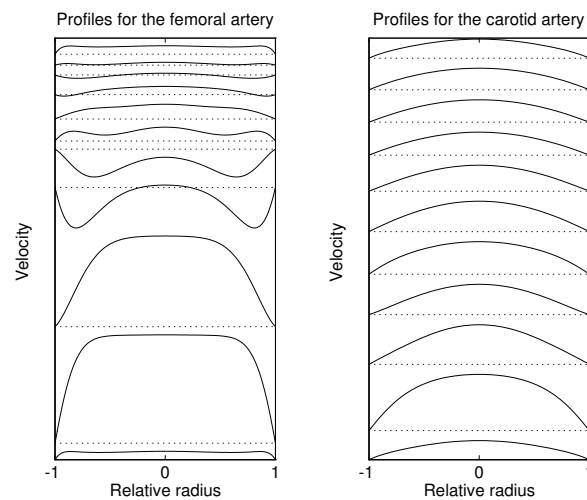 Profiles for the femoral artery
Velocity
-1 0 1
Relative radius
Profiles for the carotid artery
Velocity
-1 0 1
Relative radius